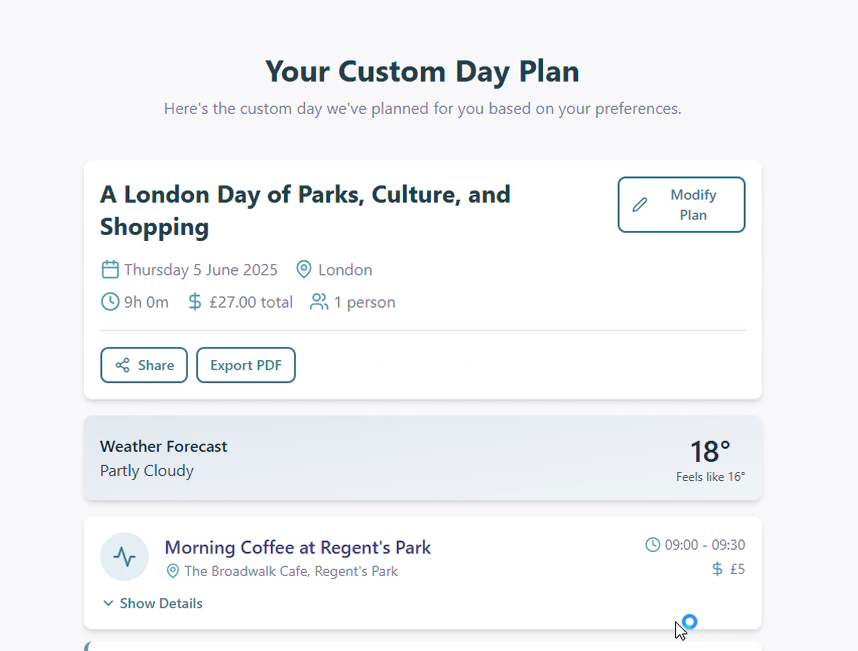 Your Custom Day Plan
Here's the custom day we've planned for you based on your preferences.
A London Day of Parks, Culture, and
Shopping
Modify
Plan
Thursday 5 June 2025 London
9h 0m £27.00 total 1 person
Share Export PDF
Weather Forecast
Partly Cloudy
18°
Feels like 16°
Morning Coffee at Regent's Park
The Broadwalk Cafe, Regent's Park
09:00 - 09:30
$ £5
Show Details